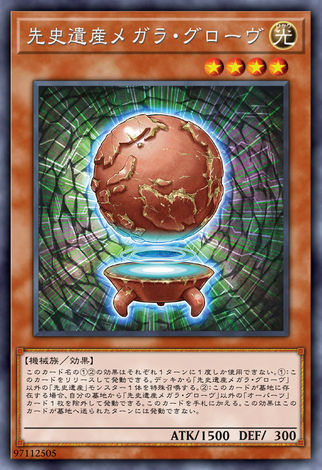 先史遺産メガラ・グローヴ
光
【機械族／効果】
このカード名の①②の効果はそれぞれ１ターンに１度しか使用できない。①：こ
のカードをリリースして発動できる。デッキから「先史遺産メガラ・グローヴ」
以外の「先史遺産」モンスター１体を特殊召喚する。②：このカードが墓地に存
在する場合、自分の墓地から「先史遺産メガラ・グローヴ」以外の「オーパーツ」
カード１枚を除外して発動できる。このカードを手札に加える。この効果はこ
のカードが墓地へ送られたターンには発動できない。
ATK/1500 DEF/ 300
97112505